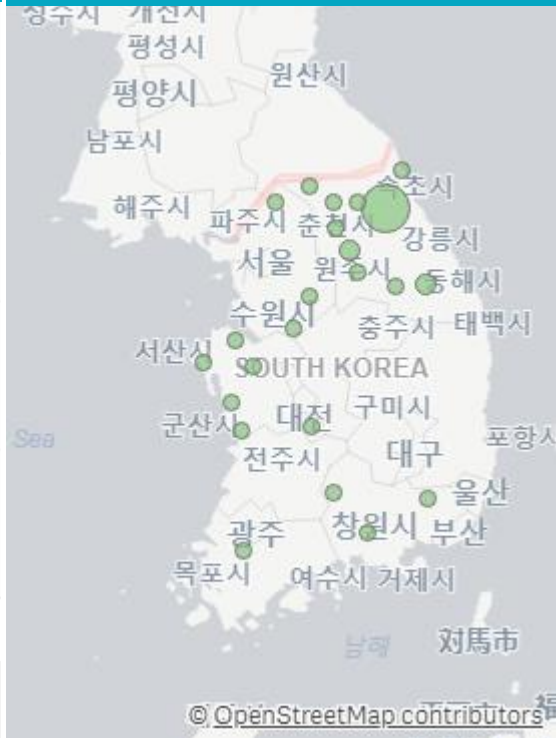 개천시
평성시
원산시
평양시
남포시
속초시
해주시
파주시
춘천시
강릉시
서울
원주시
동해시
수원시
충주시
태백시
서산시
SOUTH KOREA
군산시
대전
구미시
Sea
전주시
대구
포항시
울산
광주
창원시
부산
목포시
여수시
거제시
남해
対馬市
© OpenStreetMap contributors
福